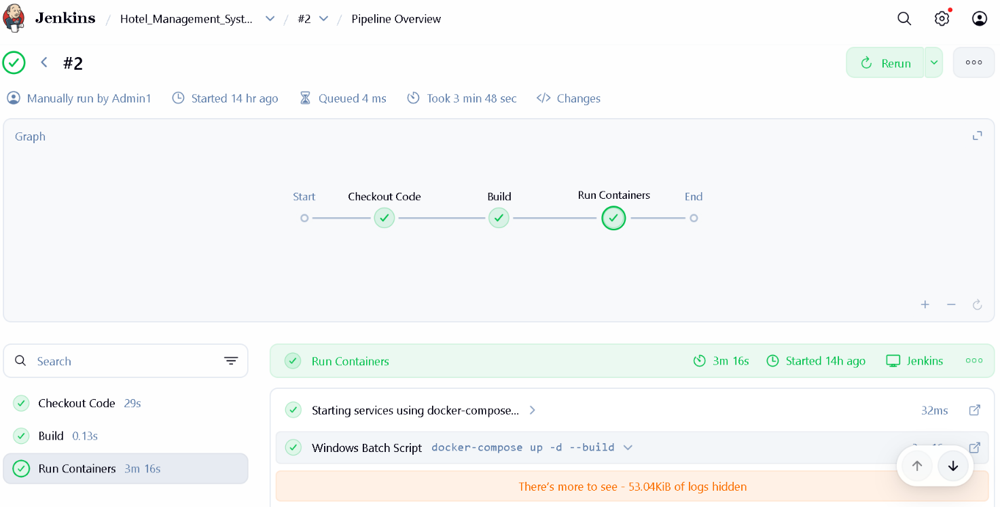 Jenkins / Hotel_Management_Syst... / #2 / Pipeline Overview
#2
Rerun
Manually run by Admin1 Started 14 hr ago Queued 4 ms Took 3 min 48 sec </> Changes
Graph
Start Checkout Code Build Run Containers End
Search
Run Containers 3m 16s Started 14h ago Jenkins
Checkout Code 29s
Starting services using docker-compose... 32ms
Build 0.13s
Windows Batch Script docker-compose up -d --build
Run Containers 3m 16s
There's more to see - 53.04KiB of logs hidden